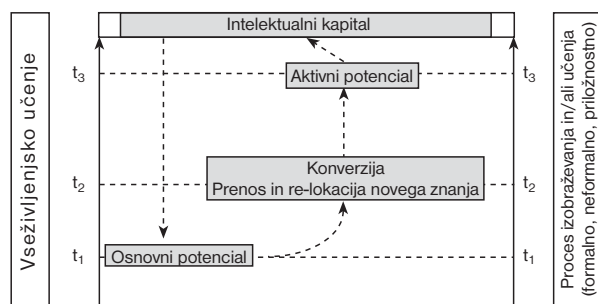 Intelektualni kapital
Vseživljenjsko učenje
t3
Aktivni potencial
t3
Konverzija
t2
Prenos in re-lokacija novega znanja
t2
t1
Osnovni potencial
t1
Proces izobraževanja in/ali učenja
(formalno, neformalno, priložnostno)